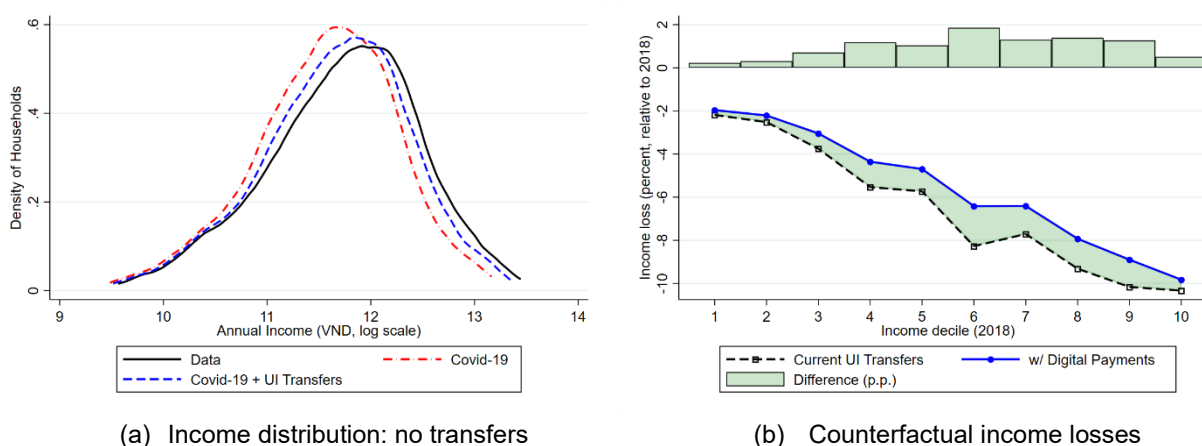 .6
.4
.2
0
Density of Households
9 10 11 12 13 14
Annual Income (VND, log scale)
Data
Covid-19
Covid-19 + UI Transfers
(a) Income distribution: no transfers
2
0
-2
-4
-6
-8
-10
Income loss (percent, relative to 2018)
1 2 3 4 5 6 7 8 9 10
Income decile (2018)
Current UI Transfers
w/ Digital Payments
Difference (p.p.)
(b) Counterfactual income losses